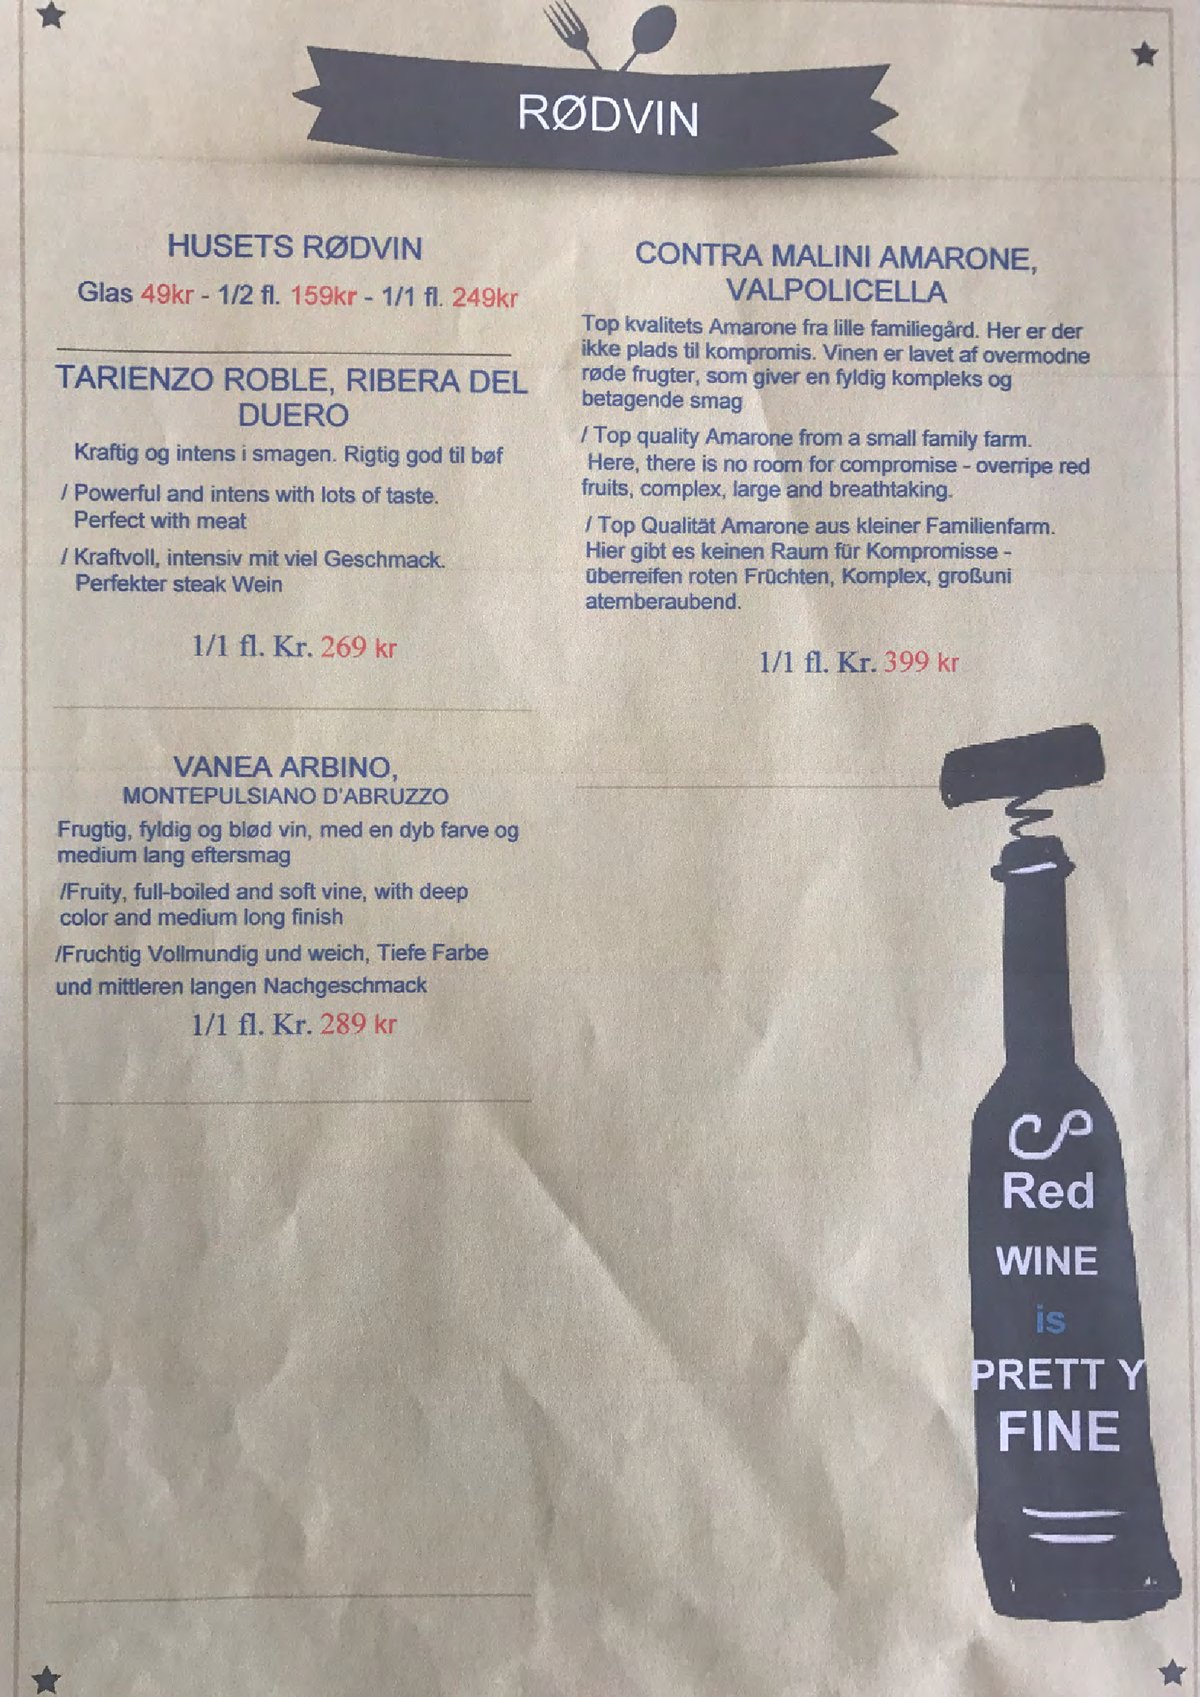 RØDVIN
HUSETS RØDVIN
Glas 49kr - 1/2 fl. 159kr - 1/1 fl. 249kr
TARIENZO ROBLE, RIBERA DEL
DUERO
Kraftig og intens i smagen. Rigtig god til bøf
/ Powerful and intens with lots of taste.
Perfect with meat
/ Kraftvoll, intensiv mit viel Geschmack.
Perfekter steak Wein
1/1 fl. Kr. 269 kr
VANEA ARBINO,
MONTEPULSIANO D'ABRUZZO
Frugtig, fyldig og blød vin, med en dyb farve og
medium lang eftersmag
/Fruity, full-boiled and soft vine, with deep
color and medium long finish
/Fruchtig Vollmundig und weich, Tiefe Farbe
und mittleren langen Nachgeschmack
1/1 fl. Kr. 289 kr
CONTRA MALINI AMARONE,
VALPOLICELLA
Top kvalitets Amarone fra lille familiegård. Her er der
ikke plads til kompromis. Vinen er lavet af overmodne
røde frugter, som giver en fyldig kompleks og
betagende smag
/ Top quality Amarone from a small family farm.
Here, there is no room for compromise - overripe red
fruits, complex, large and breathtaking.
/ Top Qualität Amarone aus kleiner Familienfarm.
Hier gibt es keinen Raum für Kompromisse -
überreifen roten Früchten, Komplex, großuni
atemberaubend.
1/1 fl. Kr. 399 kr
Red
WINE
is
PRETT Y
FINE